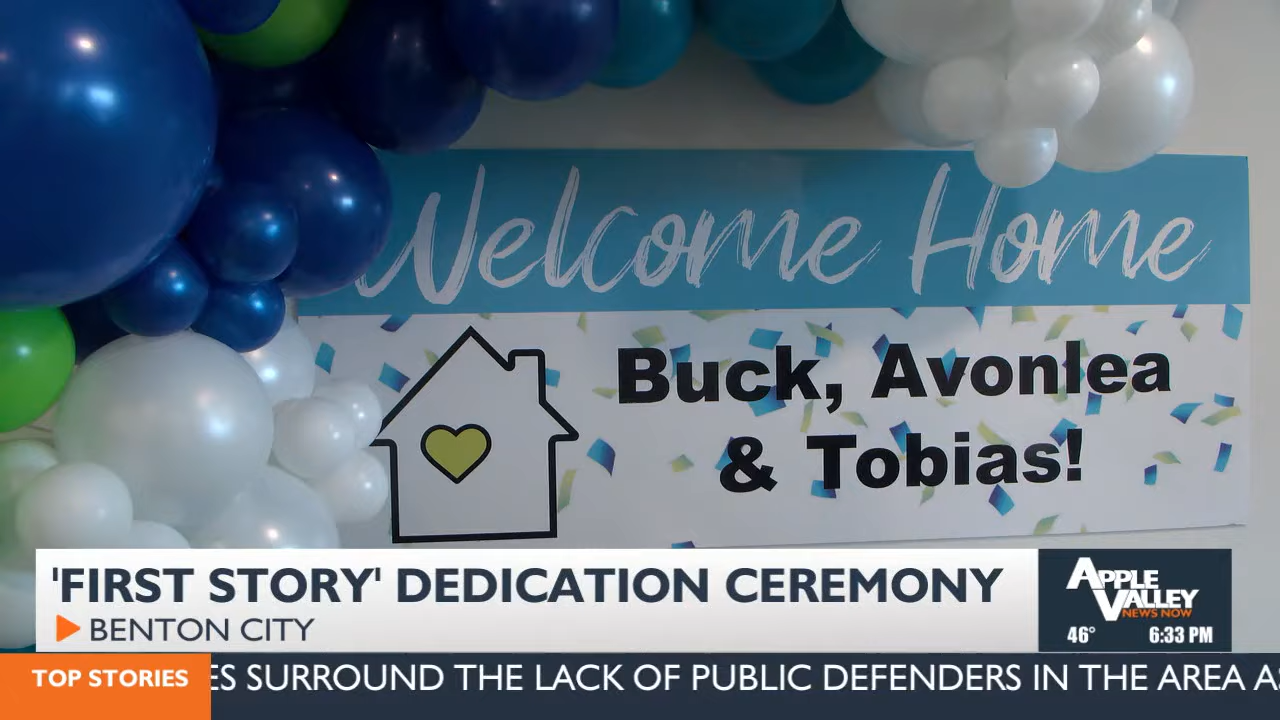 Welcome Home
Buck, Avonlea
& Tobias!
'FIRST STORY' DEDICATION CEREMONY
BENTON CITY
APPLE
VALLEY
NEWS NOW
46° 6:33 PM
TOP STORIES
SURROUND THE LACK OF PUBLIC DEFENDERS IN THE AREA